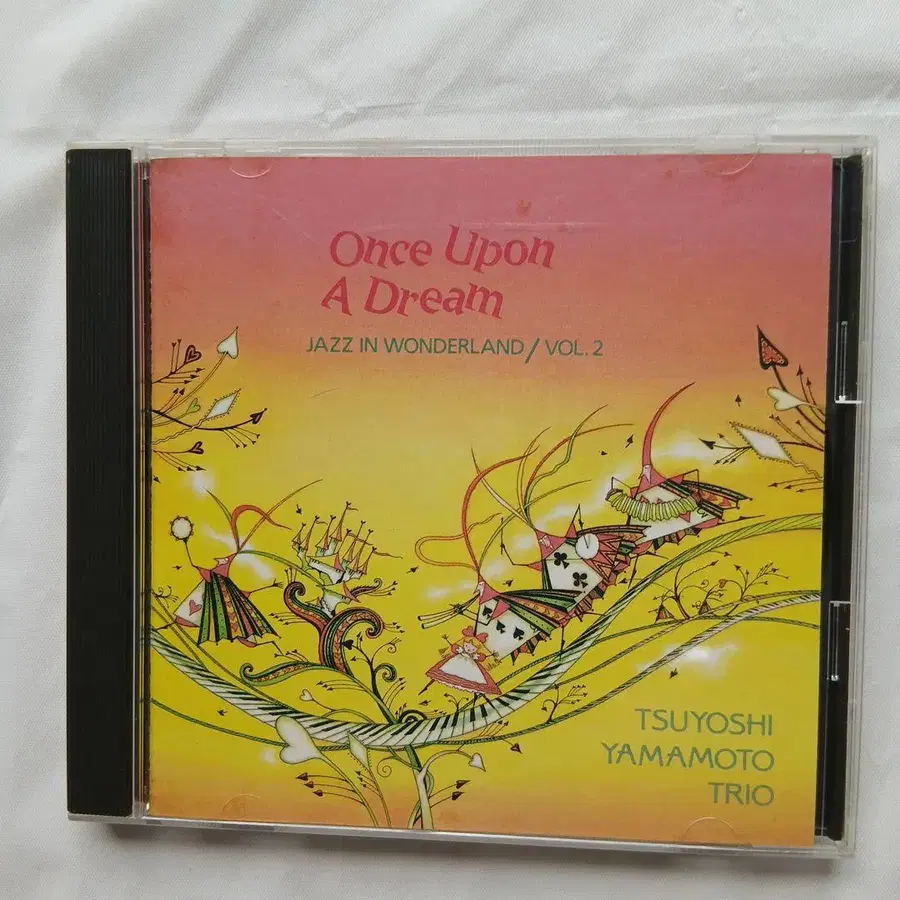 Once Upon
A Dream
JAZZ IN WONDERLAND / VOL. 2
TSUYOSHI
YAMAMOTO
TRIO